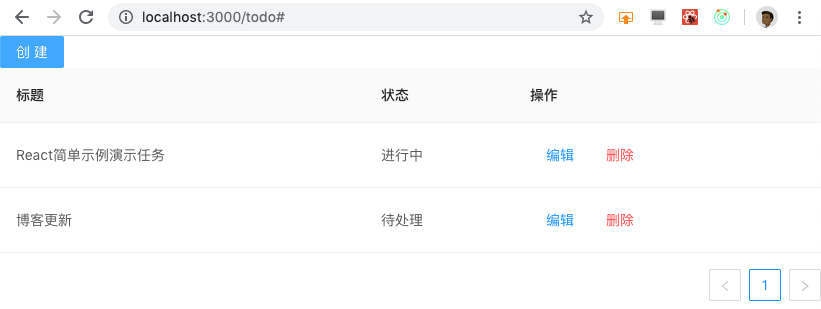 localhost:3000/todo#
创 建
标题 状态 操作
React简单示例演示任务 进行中 编辑 删除
博客更新 待处理 编辑 删除
1